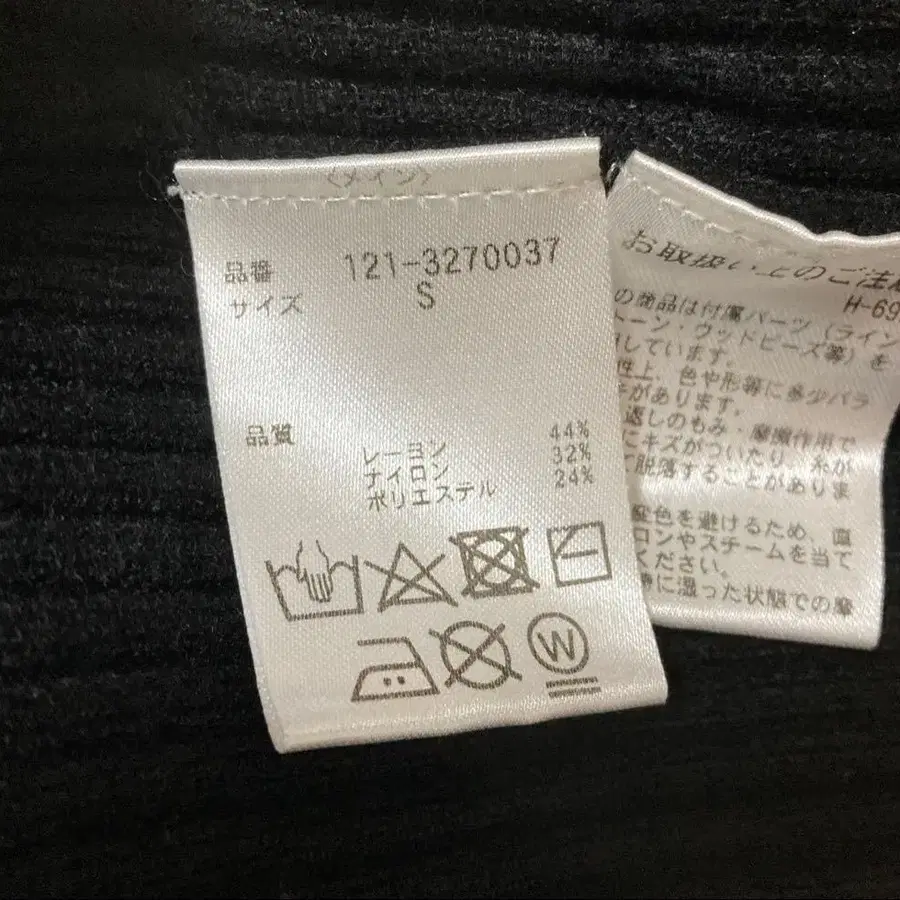 〈メイン〉
品番 121-3270037
サイズ S
品質
レーヨン 44%
ナイロン 32%
ポリエステル 24%
W
お取扱い上のご注意
H-69
の商品は付属パーツ（ライン
トーン・ウッドビーズ等）を
しています。
性上、色や形等に多少バラ
があります。
返しのもみ・摩擦作用で
にキズがついたり、糸が
脱落することがありま
変色を避けるため、直
ロンやスチームを当て
ください。
特に湿った状態での摩